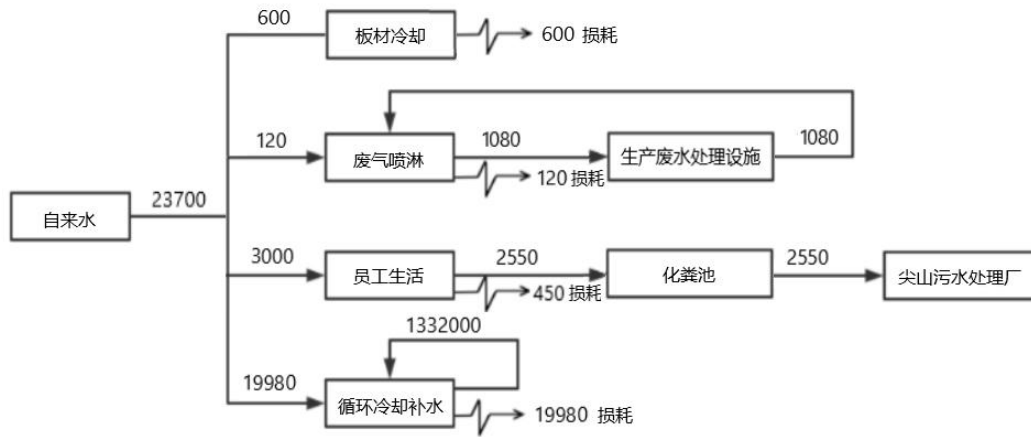 600
板材冷却
600 损耗
120
废气喷淋
1080
生产废水处理设施
1080
120 损耗
自来水
23700
3000
员工生活
2550
化粪池
2550
尖山污水处理厂
450 损耗
1332000
19980
循环冷却补水
19980 损耗